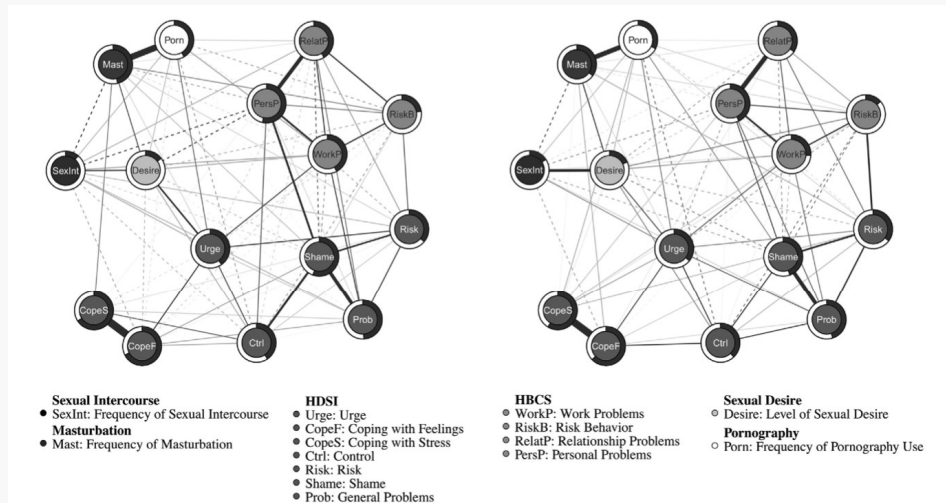 Porn
RelatP
Mast
PersP
RiskB
WorkP
SexInt
Desire
Risk
Urge
Shame
CopeS
Prob
Ctrl
CopeF
Porn
RelatP
Mast
PersP
RiskB
WorkP
SexInt
Desire
Risk
Urge
Shame
CopeS
Prob
Ctrl
CopeF
Sexual Intercourse
SexInt: Frequency of Sexual Intercourse
Masturbation
Mast: Frequency of Masturbation
HDSI
Urge: Urge
CopeF: Coping with Feelings
CopeS: Coping with Stress
Ctrl: Control
Risk: Risk
Shame: Shame
Prob: General Problems
HBCS
WorkP: Work Problems
RiskB: Risk Behavior
RelatP: Relationship Problems
PersP: Personal Problems
Sexual Desire
Desire: Level of Sexual Desire
Pornography
Porn: Frequency of Pornography Use